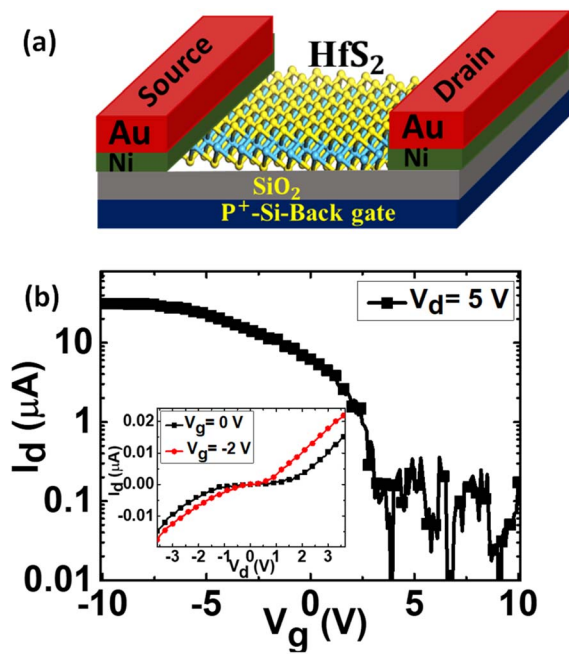 (a)
HfS2
Source
Drain
Au
Au
Ni
Ni
SiO2
P+-Si-Back gate
(b)
Vd= 5 V
Id (μA)
10
1
0.1
0.01
Vg= 0 V
Vg= -2 V
Id (μA)
0.02
0.01
0.00
-0.01
-3 -2 -1 0 1 2 3
Vd(V)
-10 -5 0 5 10
Vg (V)